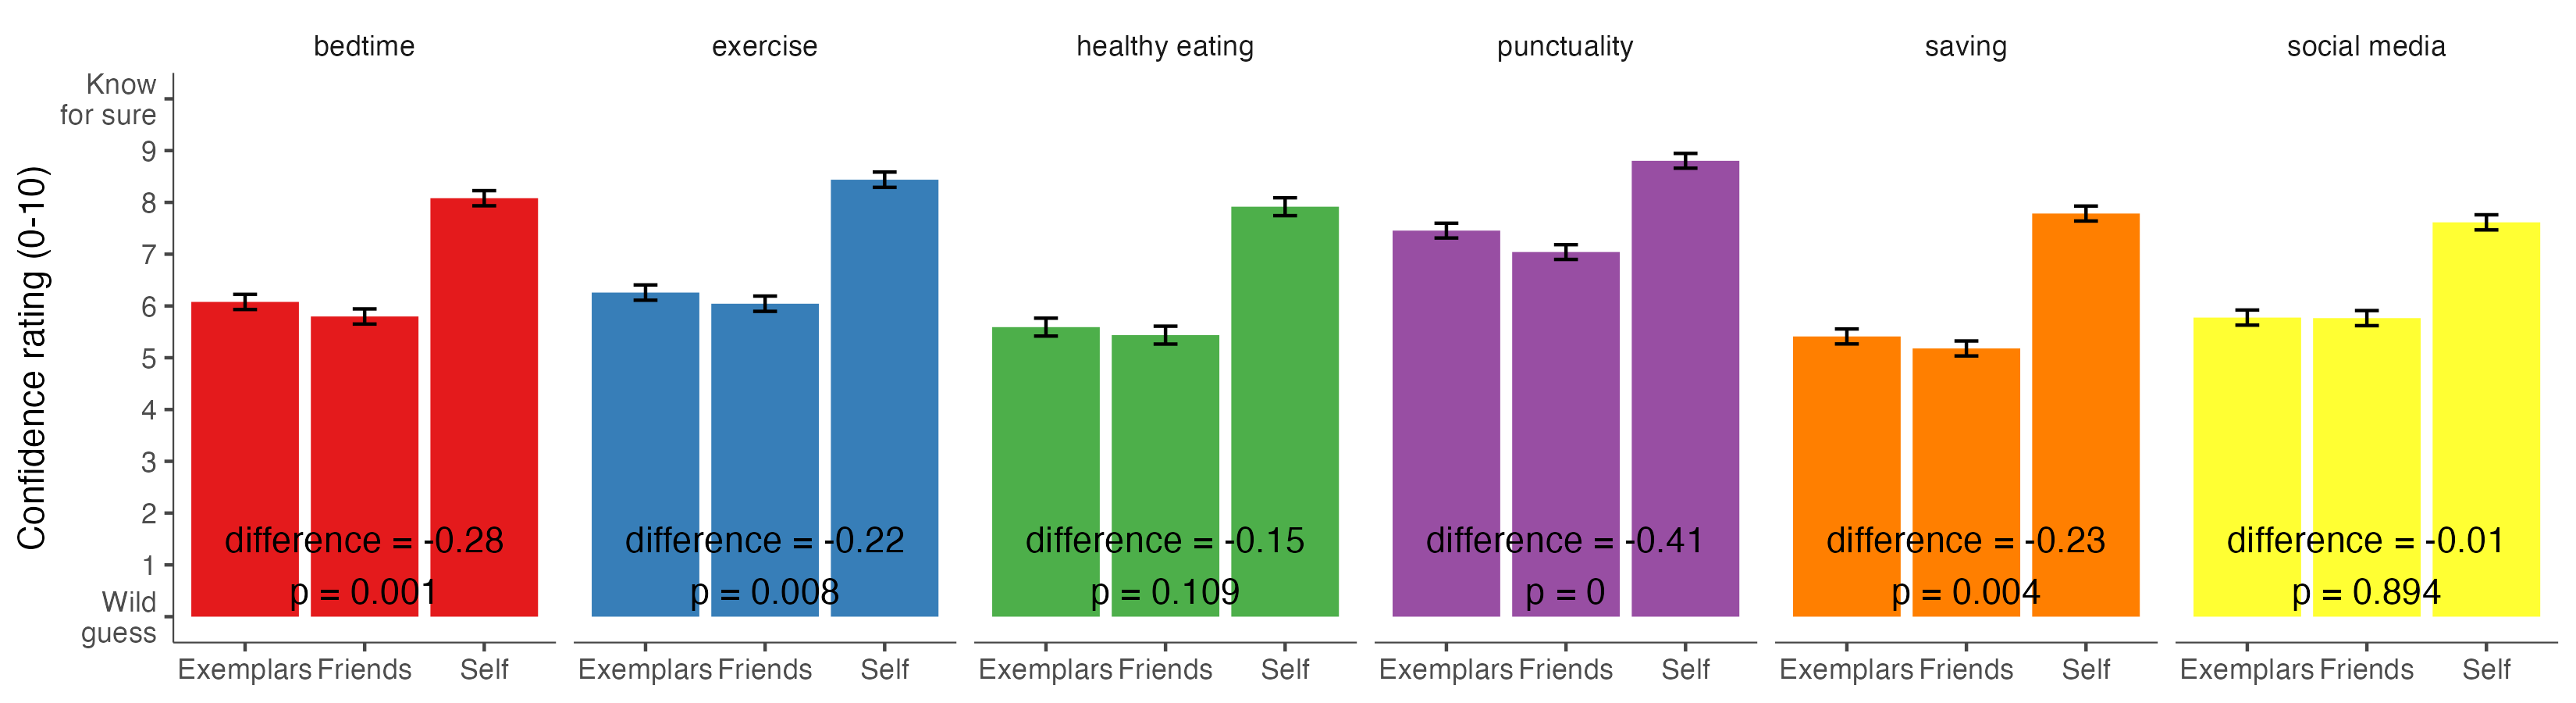 bedtime
exercise
healthy eating
punctuality
saving
social media
Confidence rating (0-10)
Know
for sure
9
8
7
6
5
4
3
2
1
Wild
guess
difference = -0.28
p = 0.001
difference = -0.22
p = 0.008
difference = -0.15
p = 0.109
difference = -0.41
p = 0
difference = -0.23
p = 0.004
difference = -0.01
p = 0.894
Exemplars Friends Self
Exemplars Friends Self
Exemplars Friends Self
Exemplars Friends Self
Exemplars Friends Self
Exemplars Friends Self